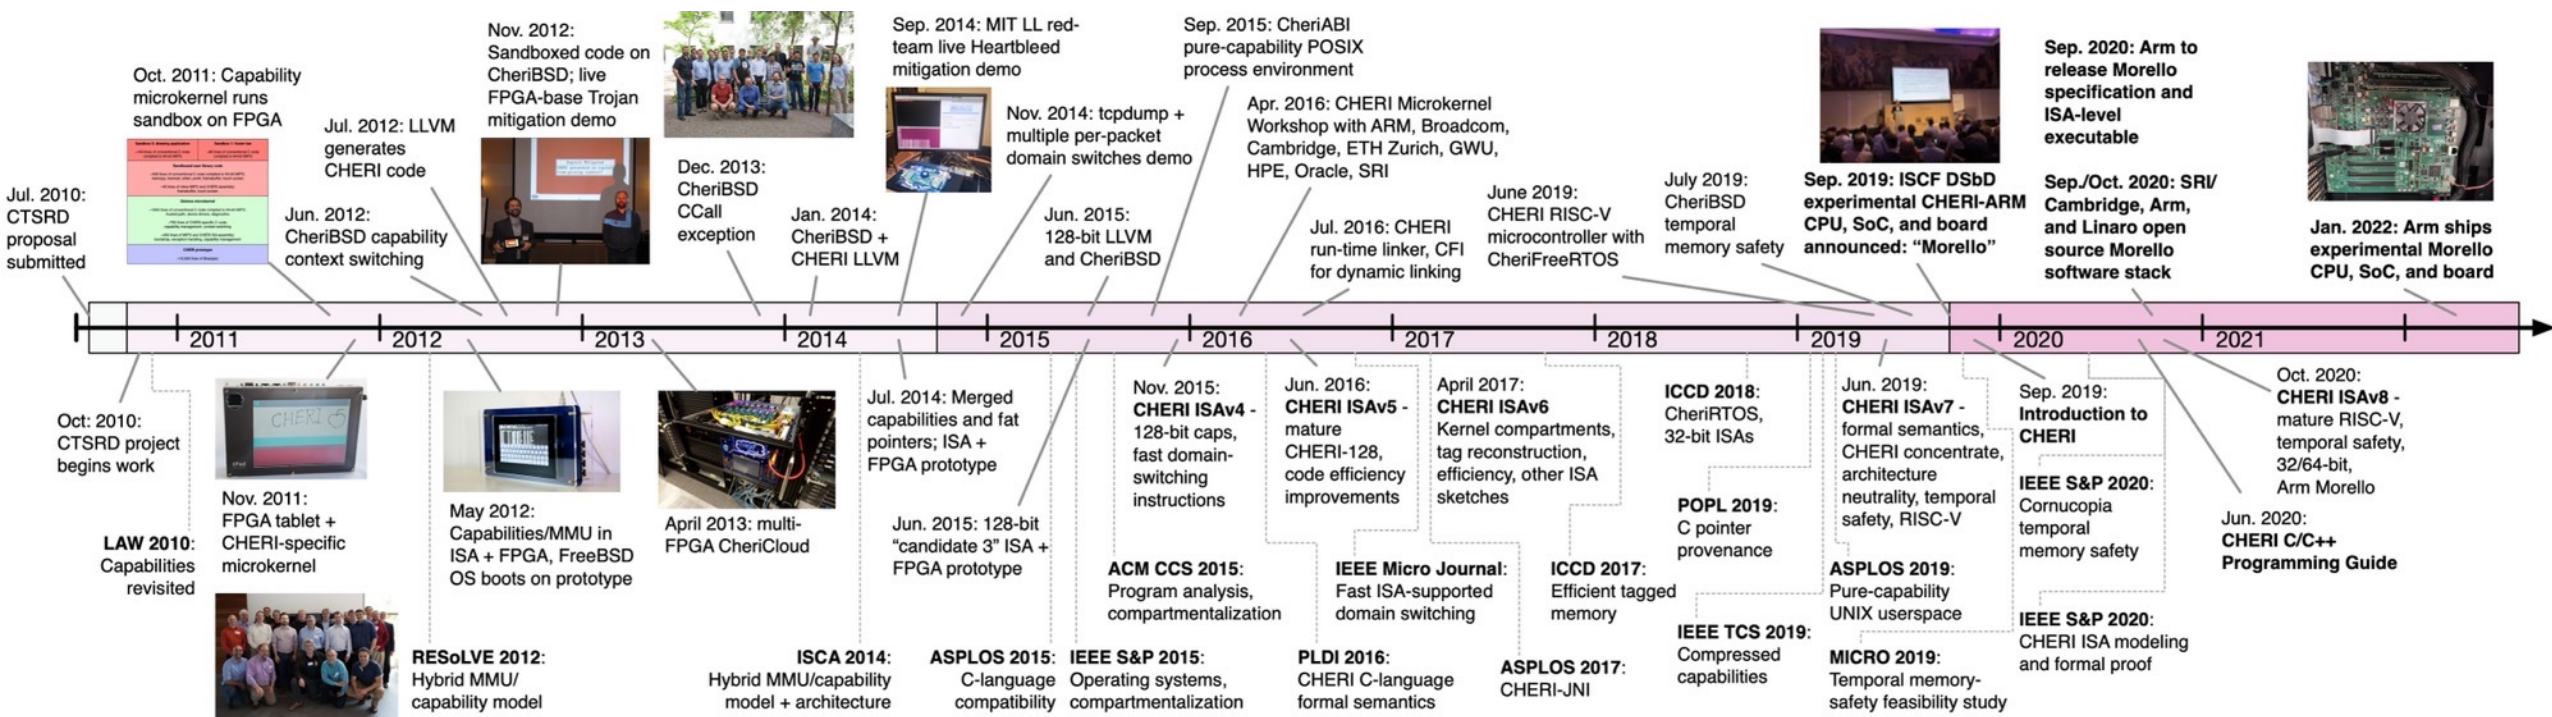 Jul. 2010:
CTSRD
proposal
submitted
Oct. 2011: Capability
microkernel runs
sandbox on FPGA
Jun. 2012:
CheriBSD capability
context switching
Jul. 2012: LLVM
generates
CHERI code
Nov. 2012:
Sandboxed code on
CheriBSD; live
FPGA-base Trojan
mitigation demo
Dec. 2013:
CheriBSD
CCall
exception
Jan. 2014:
CheriBSD +
CHERI LLVM
Sep. 2014: MIT LL red-
team live Heartbleed
mitigation demo
Nov. 2014: tcpdump +
multiple per-packet
domain switches demo
Jun. 2015:
128-bit LLVM
and CheriBSD
Sep. 2015: CheriABI
pure-capability POSIX
process environment
Apr. 2016: CHERI Microkernel
Workshop with ARM, Broadcom,
Cambridge, ETH Zurich, GWU,
HPE, Oracle, SRI
Jul. 2016: CHERI
run-time linker, CFI
for dynamic linking
June 2019:
CHERI RISC-V
microcontroller with
CheriFreeRTOS
July 2019:
CheriBSD
temporal
memory safety
Sep. 2019: ISCF DSbD
experimental CHERI-ARM
CPU, SoC, and board
announced: “Morello”
Sep. 2020: Arm to
release Morello
specification and
ISA-level
executable
Sep./Oct. 2020: SRI/
Cambridge, Arm,
and Linaro open
source Morello
software stack
Jan. 2022: Arm ships
experimental Morello
CPU, SoC, and board
2011 2012 2013 2014 2015 2016 2017 2018 2019 2020 2021
Oct. 2010:
CTSRD project
begins work
LAW 2010:
Capabilities
revisited
CHERI
Nov. 2011:
FPGA tablet +
CHERI-specific
microkernel
RESoLVE 2012:
Hybrid MMU/
capability model
May 2012:
Capabilities/MMU in
ISA + FPGA, FreeBSD
OS boots on prototype
April 2013: multi-
FPGA CheriCloud
ISCA 2014:
Hybrid MMU/capability
model + architecture
Jul. 2014: Merged
capabilities and fat
pointers; ISA +
FPGA prototype
Jun. 2015: 128-bit
“candidate 3” ISA +
FPGA prototype
ASPLOS 2015:
C-language
compatibility
IEEE S&P 2015:
Operating systems,
compartmentalization
Nov. 2015:
CHERI ISAv4 -
128-bit caps,
fast domain-
switching
instructions
ACM CCS 2015:
Program analysis,
compartmentalization
Jun. 2016:
CHERI ISAv5 -
mature
CHERI-128,
code efficiency
improvements
PLDI 2016:
CHERI C-language
formal semantics
IEEE Micro Journal:
Fast ISA-supported
domain switching
April 2017:
CHERI ISAv6
Kernel compartments,
tag reconstruction,
efficiency, other ISA
sketches
ASPLOS 2017:
CHERI-JNI
ICCD 2017:
Efficient tagged
memory
ICCD 2018:
CheriRTOS,
32-bit ISAs
POPL 2019:
C pointer
provenance
IEEE TCS 2019:
Compressed
capabilities
Jun. 2019:
CHERI ISAv7 -
formal semantics,
CHERI concentrate,
architecture
neutrality, temporal
safety, RISC-V
ASPLOS 2019:
Pure-capability
UNIX userspace
MICRO 2019:
Temporal memory-
safety feasibility study
Sep. 2019:
Introduction to
CHERI
IEEE S&P 2020:
Cornucopia
temporal
memory safety
IEEE S&P 2020:
CHERI ISA modeling
and formal proof
Oct. 2020:
CHERI ISAv8 -
mature RISC-V,
temporal safety,
32/64-bit,
Arm Morello
Jun. 2020:
CHERI C/C++
Programming Guide